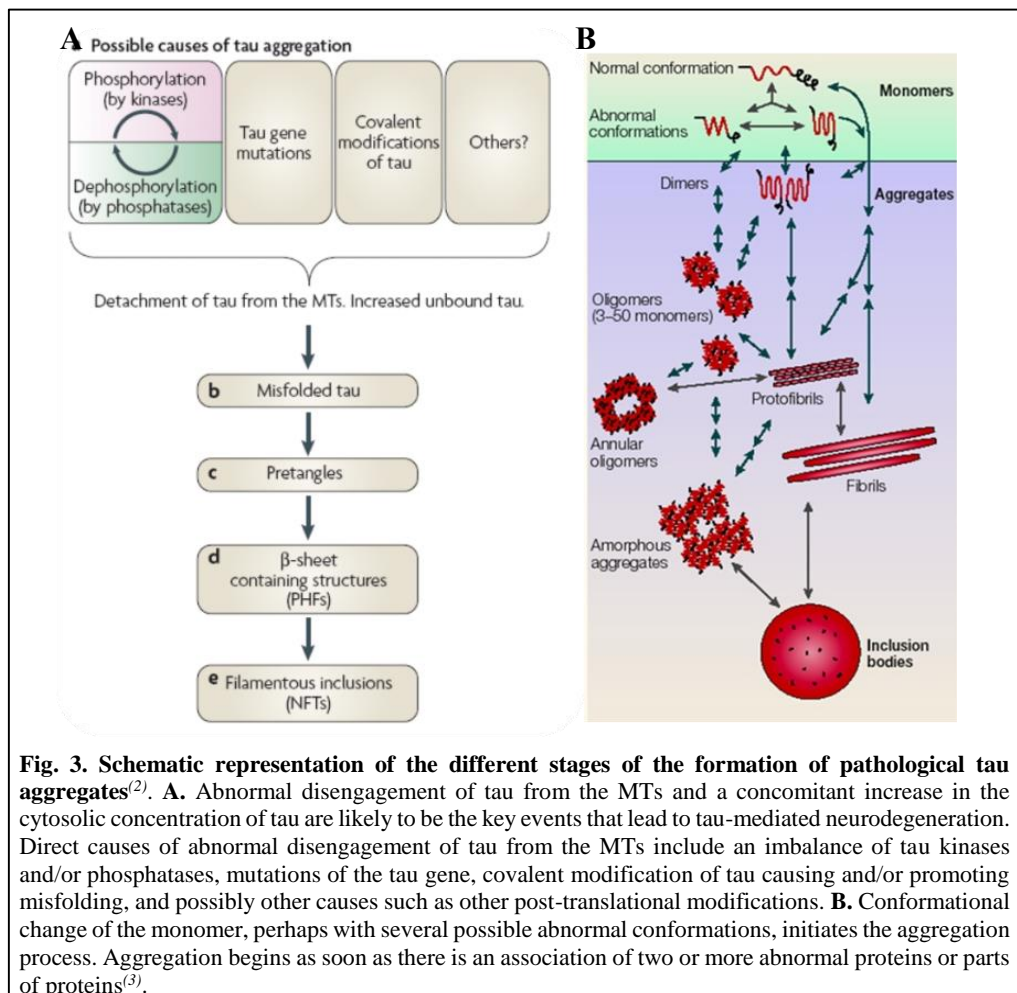 A Possible causes of tau aggregation
Phosphorylation
(by kinases)
Dephosphorylation
(by phosphatases)
Tau gene
mutations
Covalent
modifications
of tau
Others?
Detachment of tau from the MTs. Increased unbound tau.
b Misfolded tau
c Pretangles
d β-sheet
containing structures
(PHFs)
e Filamentous inclusions
(NFTs)
B
Normal conformation
Monomers
Abnormal
conformations
Dimers
Aggregates
Oligomers
(3–50 monomers)
Protofibrils
Annular
oligomers
Fibrils
Amorphous
aggregates
Inclusion
bodies
Fig. 3. Schematic representation of the different stages of the formation of pathological tau
aggregates(2). A. Abnormal disengagement of tau from the MTs and a concomitant increase in the
cytosolic concentration of tau are likely to be the key events that lead to tau-mediated neurodegeneration.
Direct causes of abnormal disengagement of tau from the MTs include an imbalance of tau kinases
and/or phosphatases, mutations of the tau gene, covalent modification of tau causing and/or promoting
misfolding, and possibly other causes such as other post-translational modifications. B. Conformational
change of the monomer, perhaps with several possible abnormal conformations, initiates the aggregation
process. Aggregation begins as soon as there is an association of two or more abnormal proteins or parts
of proteins(3).